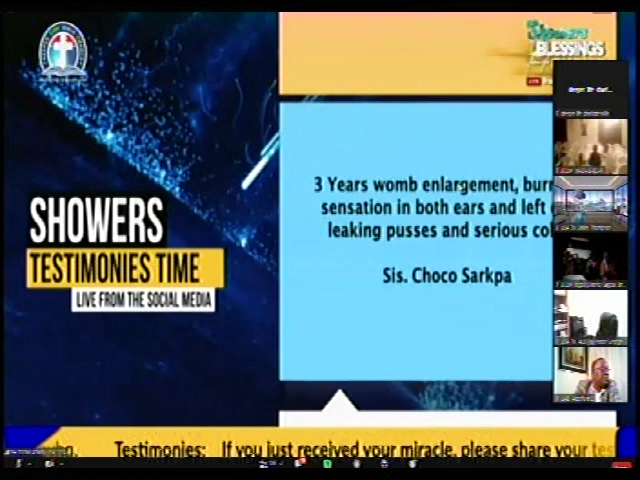 BLESSINGS
SHOWERS
TESTIMONIES TIME
LIVE FROM THE SOCIAL MEDIA
3 Years womb enlargement, burn
sensation in both ears and left
leaking pusses and serious co
Sis. Choco Sarkpa
Testimonies: If you just received your miracle, please share your tes